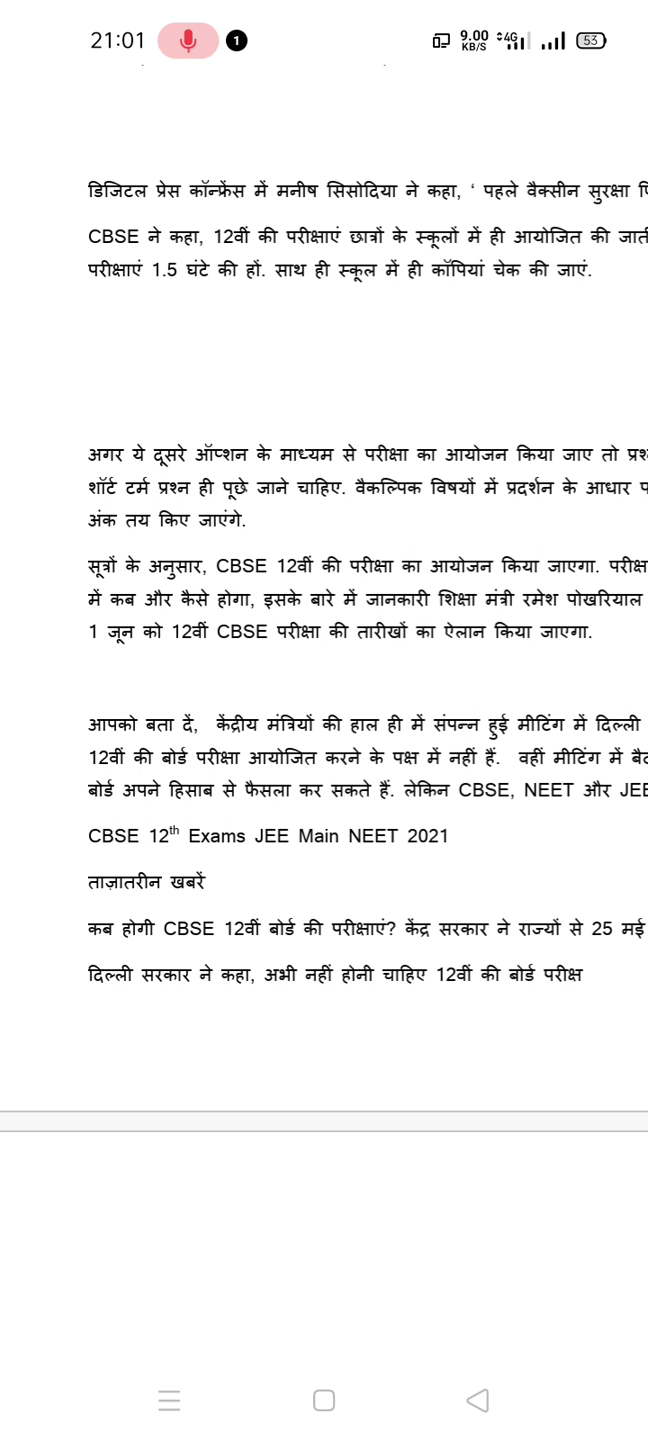 21:01
1
9.00
KB/S
4G
53
डिजिटल प्रेस कॉन्फ्रेंस में मनीष सिसोदिया ने कहा, ‘ पहले वैक्सीन सुरक्षा
CBSE ने कहा, 12वीं की परीक्षाएं छात्रों के स्कूलों में ही आयोजित की
परीक्षाएं 1.5 घंटे की हों. साथ ही स्कूल में ही कॉपियां चेक की जाएं.
अगर ये दूसरे ऑप्शन के माध्यम से परीक्षा का आयोजन किया जाए तो
शॉर्ट टर्म प्रश्न ही पूछे जाने चाहिए. वैकल्पिक विषयों में प्रदर्शन के आधार
अंक तय किए जाएंगे.
सूत्रों के अनुसार, CBSE 12वीं की परीक्षा का आयोजन किया जाएगा.
में कब और कैसे होगा, इसके बारे में जानकारी शिक्षा मंत्री रमेश पोखरियाल
1 जून को 12वीं CBSE परीक्षा की तारीखों का ऐलान किया जाएगा.
आपको बता दें, केंद्रीय मंत्रियों की हाल ही में संपन्न हुई मीटिंग में दिल्ली
12वीं की बोर्ड परीक्षा आयोजित करने के पक्ष में नहीं हैं. वहीं मीटिंग में
बोर्ड अपने हिसाब से फैसला कर सकते हैं. लेकिन CBSE, NEET और JEE
CBSE 12th Exams JEE Main NEET 2021
ताज़ातरीन खबरें
कब होगी CBSE 12वीं बोर्ड की परीक्षाएं? केंद्र सरकार ने राज्यों से 25 मई
दिल्ली सरकार ने कहा, अभी नहीं होनी चाहिए 12वीं की बोर्ड परीक्ष